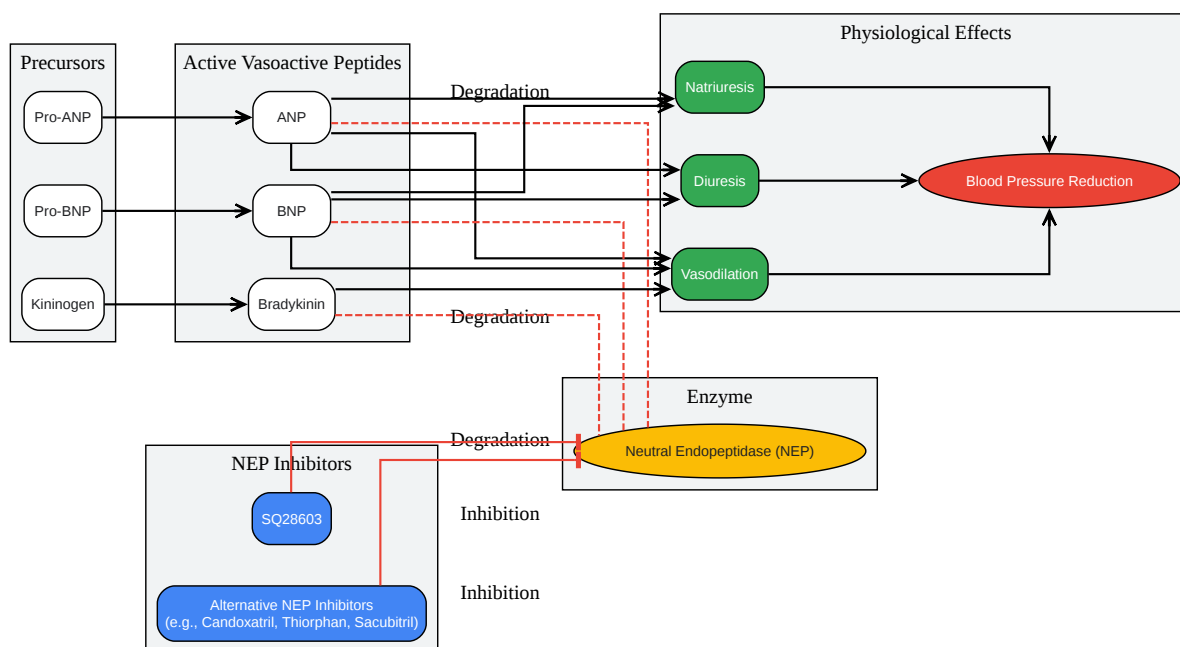 Physiological Effects
Precursors
Active Vasoactive Peptides
Degradation
Natriuresis
Pro-ANP
ANP
Diuresis
Blood Pressure Reduction
Pro-BNP
BNP
Vasodilation
Kininogen
Bradykinin
Degradation
Enzyme
Degradation
Neutral Endopeptidase (NEP)
NEP Inhibitors
SQ28603
Inhibition
Inhibition
Alternative NEP Inhibitors
(e.g., Candoxatril, Thiorphan, Sacubitril)